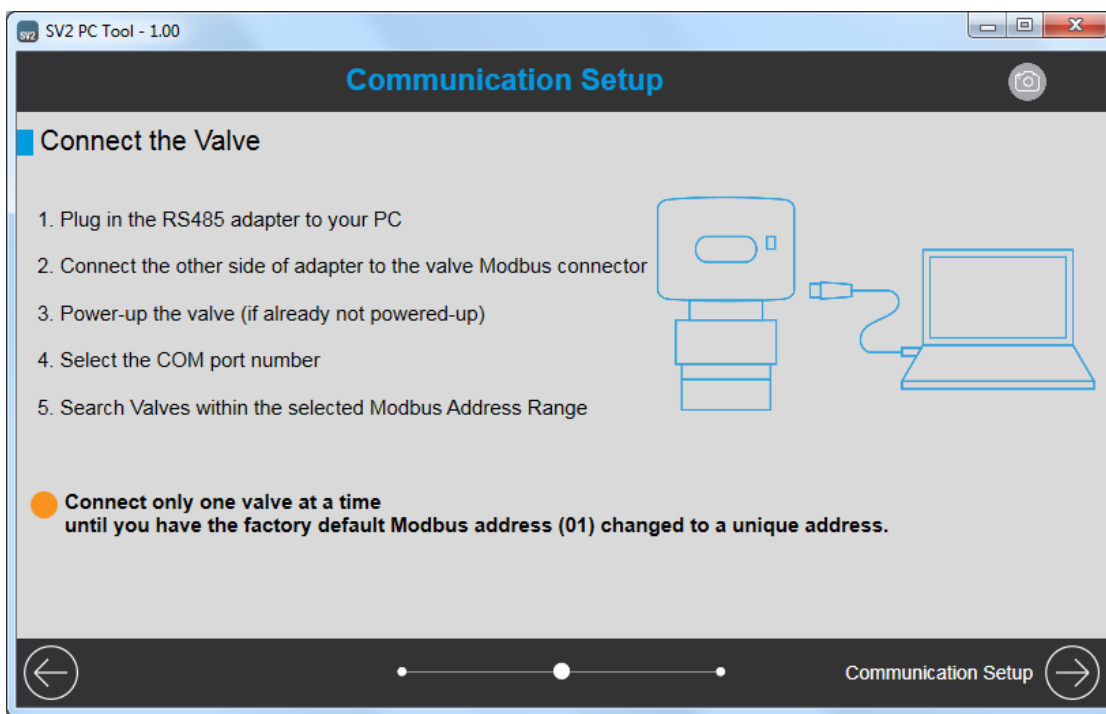 SV2 SV2 PC Tool - 1.00
Communication Setup
Connect the Valve
1. Plug in the RS485 adapter to your PC
2. Connect the other side of adapter to the valve Modbus connector
3. Power-up the valve (if already not powered-up)
4. Select the COM port number
5. Search Valves within the selected Modbus Address Range
Connect only one valve at a time
until you have the factory default Modbus address (01) changed to a unique address.
Communication Setup